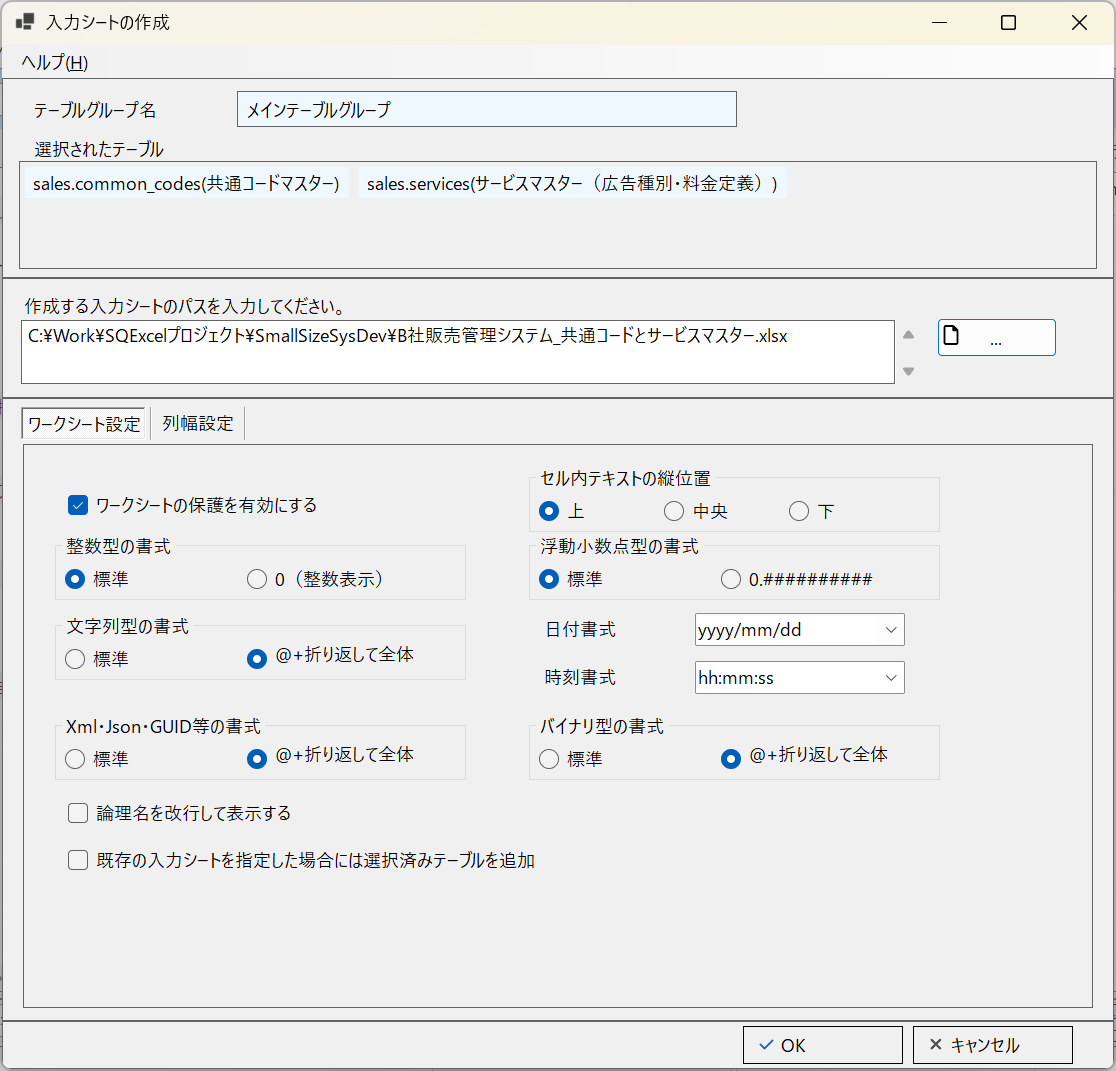 入力シートの作成
ヘルプ(H)
テーブルグループ名 メインテーブルグループ
選択されたテーブル
sales.common_codes(共通コードマスター) sales.services(サービスマスター（広告種別・料金定義）)
作成する入力シートのパスを入力してください。
C:¥Work¥SQExcelプロジェクト¥SmallSizeSysDev¥B社販売管理システム_共通コードとサービスマスター.xlsx
...
ワークシート設定 列幅設定
ワークシートの保護を有効にする
セル内テキストの縦位置
上 中央 下
整数型の書式
標準 0（整数表示）
浮動小数点型の書式
標準 0.##########
文字列型の書式
標準 @+折り返して全体
日付書式 yyyy/mm/dd
時刻書式 hh:mm:ss
Xml・Json・GUID等の書式
標準 @+折り返して全体
バイナリ型の書式
標準 @+折り返して全体
論理名を改行して表示する
既存の入力シートを指定した場合には選択済みテーブルを追加
OK キャンセル